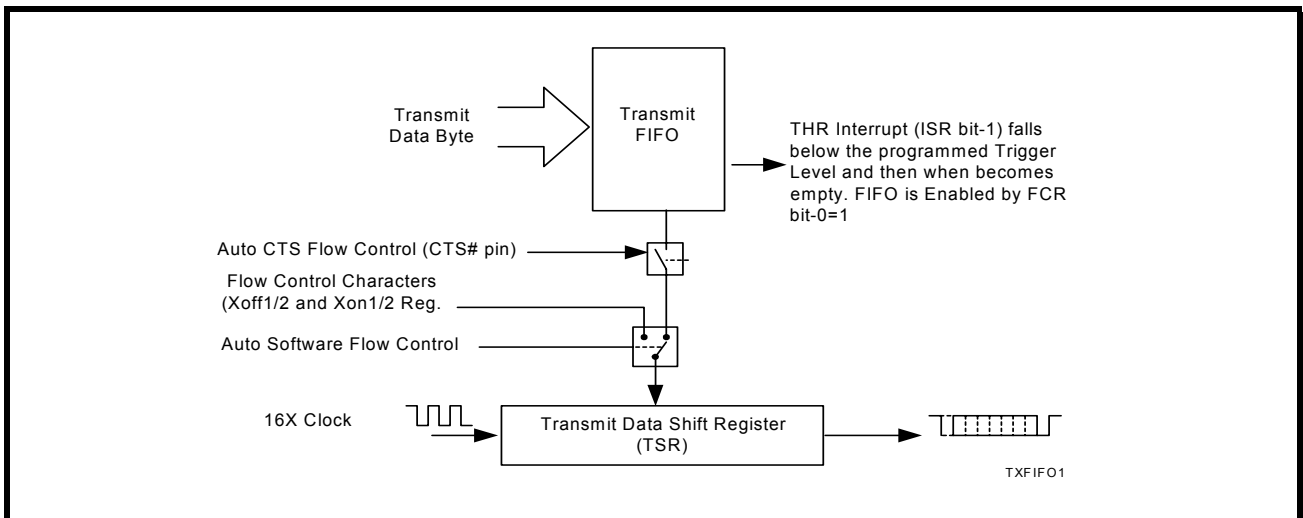 Transmit
Data Byte
Transmit
FIFO
THR Interrupt (ISR bit-1) falls
below the programmed Trigger
Level and then when becomes
empty. FIFO is Enabled by FCR
bit-0=1
Auto CTS Flow Control (CTS# pin)
Flow Control Characters
(Xoff1/2 and Xon1/2 Reg.
Auto Software Flow Control
16X Clock
Transmit Data Shift Register
(TSR)
TXFIFO1